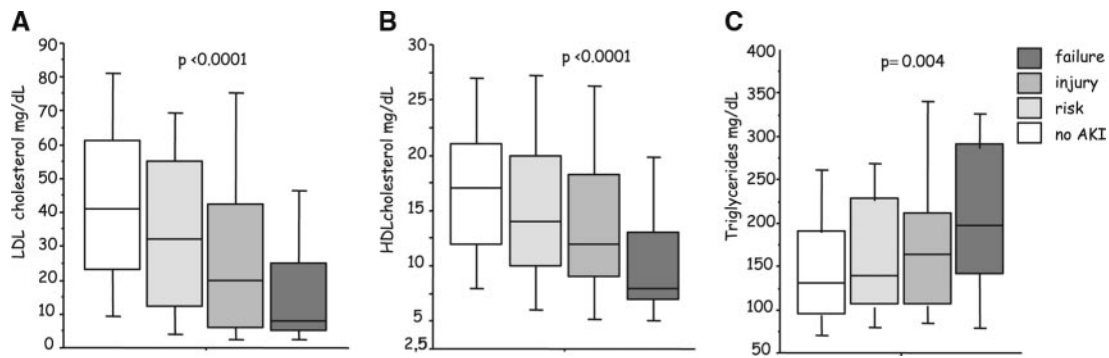 A
LDL cholesterol mg/dL
90
80
70
60
50
40
30
20
10
0
p <0.0001
B
HDLcholesterol mg/dL
30
25
20
15
10
5
2,5
p <0.0001
C
Triglycerides mg/dL
400
350
300
250
200
150
100
50
p= 0.004
failure
injury
risk
no AKI